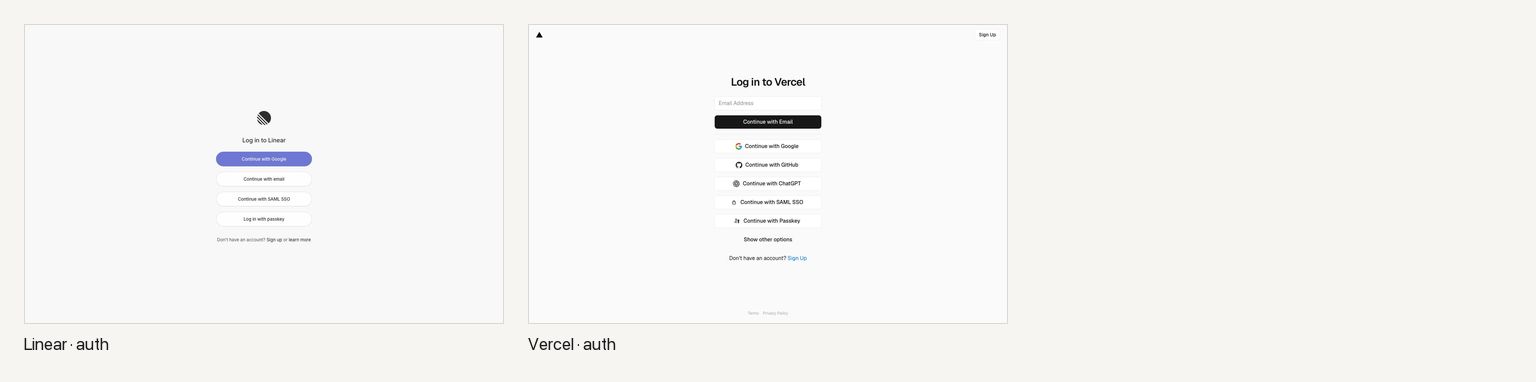 Log in to Linear
Continue with Google
Continue with email
Continue with SAML SSO
Log in with passkey
Don't have an account? Sign up or learn more
Linear · auth
Sign Up
Log in to Vercel
Email Address
Continue with Email
Continue with Google
Continue with GitHub
Continue with ChatGPT
Continue with SAML SSO
Continue with Passkey
Show other options
Don't have an account? Sign Up
Terms Privacy Policy
Vercel · auth